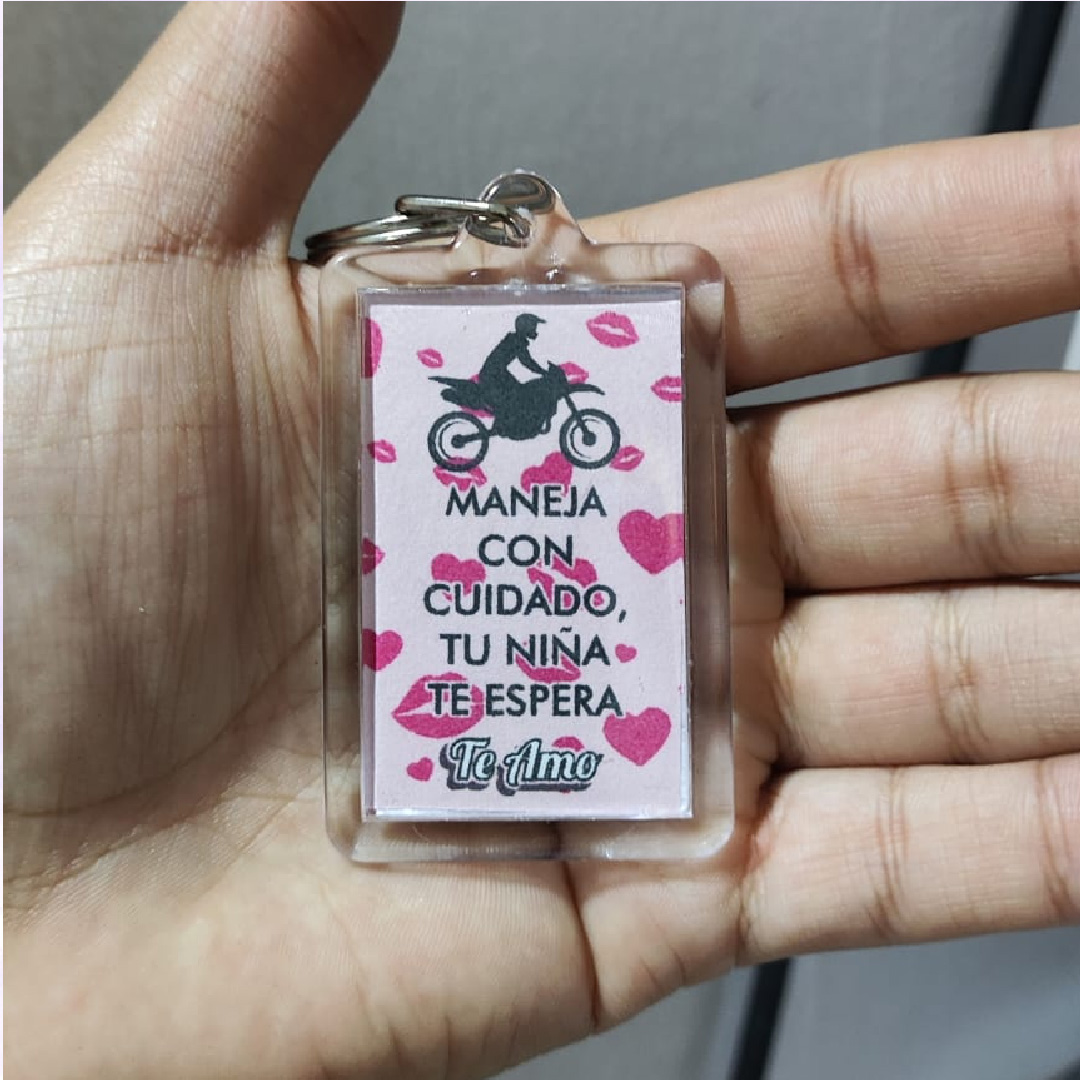 MANEJA
CON
CUIDADO,
TU NIÑA
TE ESPERA
Te Amo